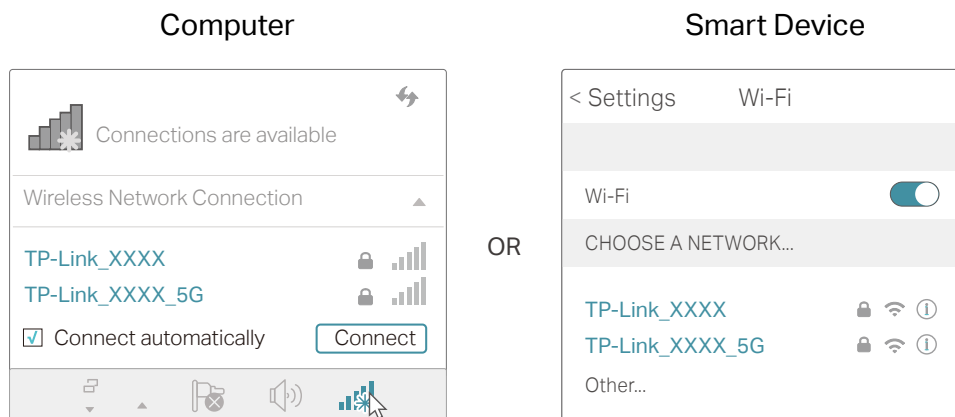 Computer
Connections are available
Wireless Network Connection
TP-Link_XXXX
TP-Link_XXXX_5G
Connect automatically
Connect
OR
Smart Device
< Settings Wi-Fi
Wi-Fi
CHOOSE A NETWORK...
TP-Link_XXXX
TP-Link_XXXX_5G
Other...